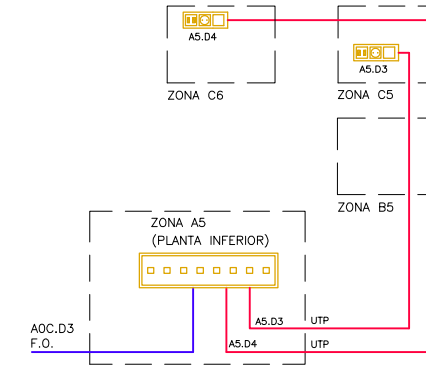 A5.D4
ZONA C6
A5.D3
ZONA C5
ZONA B5
ZONA A5
(PLANTA INFERIOR)
A5.D3 UTP
A0C.D3
F.O.
A5.D4 UTP